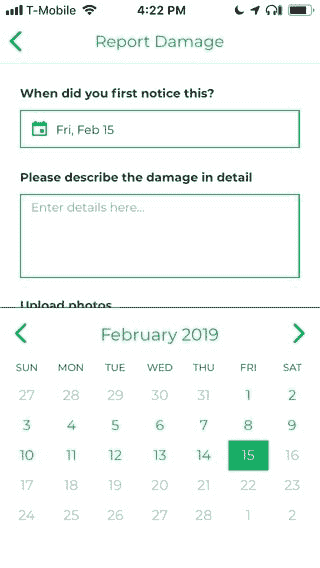 T-Mobile 4:22 PM
Report Damage
When did you first notice this?
Fri, Feb 15
Please describe the damage in detail
Enter details here...
Upload photos
February 2019
SUN MON TUE WED THU FRI SAT
27 28 29 30 31 1 2
3 4 5 6 7 8 9
10 11 12 13 14 15 16
17 18 19 20 21 22 23
24 25 26 27 28 1 2